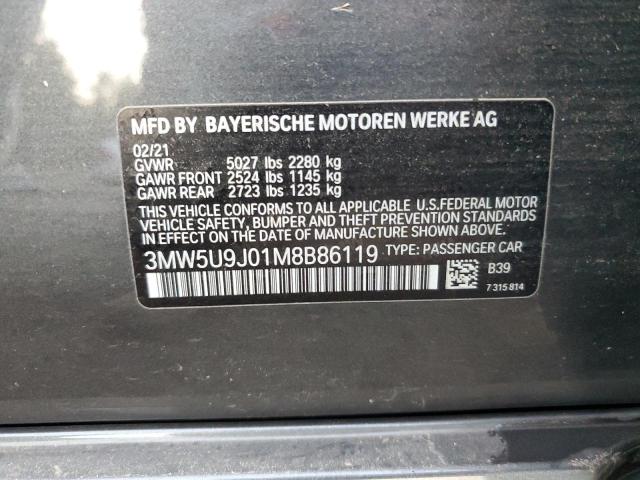 MFD BY BAYERISCHE MOTOREN WERKE AG
02/21
GVWR 5027 lbs 2280 kg
GAWR FRONT 2524 lbs 1145 kg
GAWR REAR 2723 lbs 1235 kg
THIS VEHICLE CONFORMS TO ALL APPLICABLE U.S.FEDERAL MOTOR
VEHICLE SAFETY, BUMPER AND THEFT PREVENTION STANDARDS
IN EFFECT ON THE DATE OF MANUFACTURE SHOWN ABOVE.
3MW5U9J01M8B86119 TYPE: PASSENGER CAR
B39
7 315 814